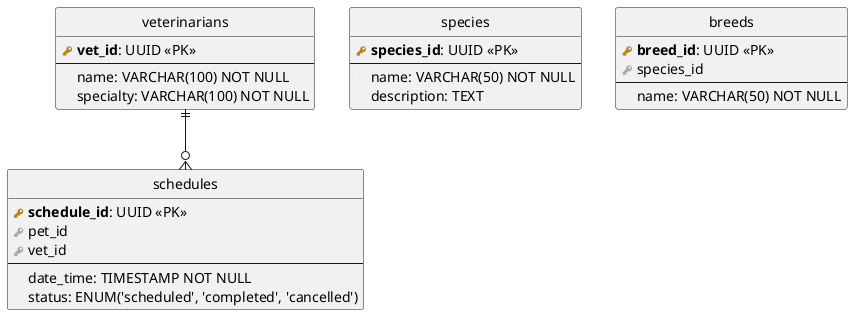 veterinarians
vet_id: UUID «PK»
name: VARCHAR(100) NOT NULL
specialty: VARCHAR(100) NOT NULL
species
species_id: UUID «PK»
name: VARCHAR(50) NOT NULL
description: TEXT
breeds
breed_id: UUID «PK»
species_id
name: VARCHAR(50) NOT NULL
schedules
schedule_id: UUID «PK»
pet_id
vet_id
date_time: TIMESTAMP NOT NULL
status: ENUM('scheduled', 'completed', 'cancelled')